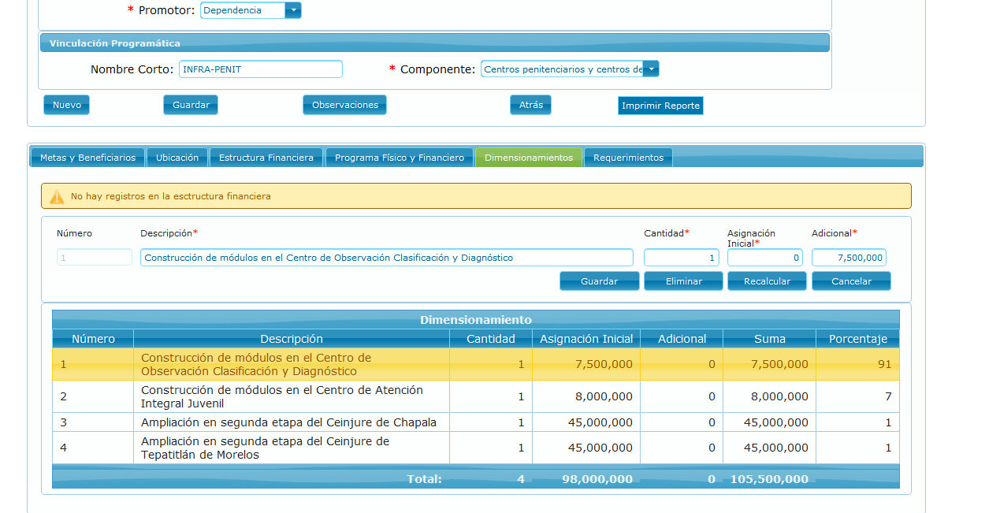 * Promotor: Dependencia
Vinculación Programática
Nombre Corto: INFRA-PENIT * Componente: Centros penitenciarios y centros de
Nuevo Guardar Observaciones Atrás Imprimir Reporte
Metas y Beneficiarios Ubicación Estructura Financiera Programa Físico y Financiero Dimensionamientos Requerimientos
No hay registros en la esctructura financiera
Número Descripción* Cantidad* Asignación Inicial* Adicional*
1 Construcción de módulos en el Centro de Observación Clasificación y Diagnóstico 1 0 7,500,000
Guardar Eliminar Recalcular Cancelar
Dimensionamiento
Número Descripción Cantidad Asignación Inicial Adicional Suma Porcentaje
1 Construcción de módulos en el Centro de Observación Clasificación y Diagnóstico 1 7,500,000 0 7,500,000 91
2 Construcción de módulos en el Centro de Atención Integral Juvenil 1 8,000,000 0 8,000,000 7
3 Ampliación en segunda etapa del Ceinjure de Chapala 1 45,000,000 0 45,000,000 1
4 Ampliación en segunda etapa del Ceinjure de Tepatitlán de Morelos 1 45,000,000 0 45,000,000 1
Total: 4 98,000,000 0 105,500,000